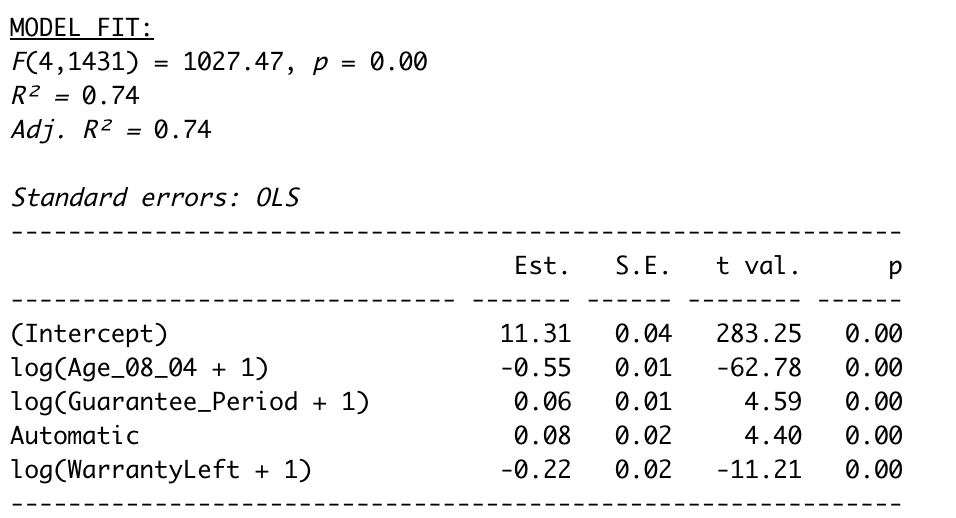 MODEL FIT:
F(4,1431) = 1027.47, p = 0.00
R² = 0.74
Adj. R² = 0.74
Standard errors: OLS
--------------------------------------------------------------
Est. S.E. t val. p
------------------------------- ------- ------ -------- ------
(Intercept) 11.31 0.04 283.25 0.00
log(Age_08_04 + 1) -0.55 0.01 -62.78 0.00
log(Guarantee_Period + 1) 0.06 0.01 4.59 0.00
Automatic 0.08 0.02 4.40 0.00
log(WarrantyLeft + 1) -0.22 0.02 -11.21 0.00
--------------------------------------------------------------